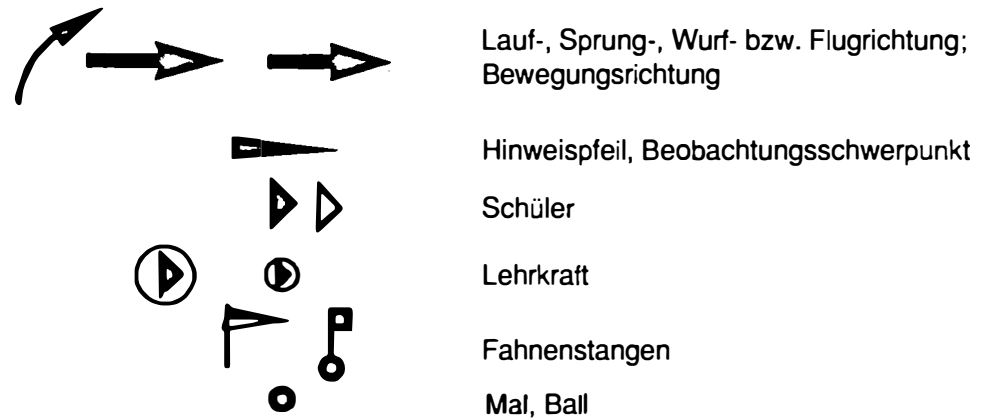 Lauf-, Sprung-, Wurf- bzw. Flugrichtung;
Bewegungsrichtung
Hinweispfeil, Beobachtungsschwerpunkt
Schüler
Lehrkraft
Fahnenstangen
Mal, Ball